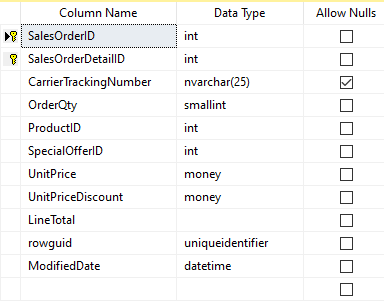 Column Name Data Type Allow Nulls
SalesOrderID int
SalesOrderDetailID int
CarrierTrackingNumber nvarchar(25)
OrderQty smallint
ProductID int
SpecialOfferID int
UnitPrice money
UnitPriceDiscount money
LineTotal
rowguid uniqueidentifier
ModifiedDate datetime